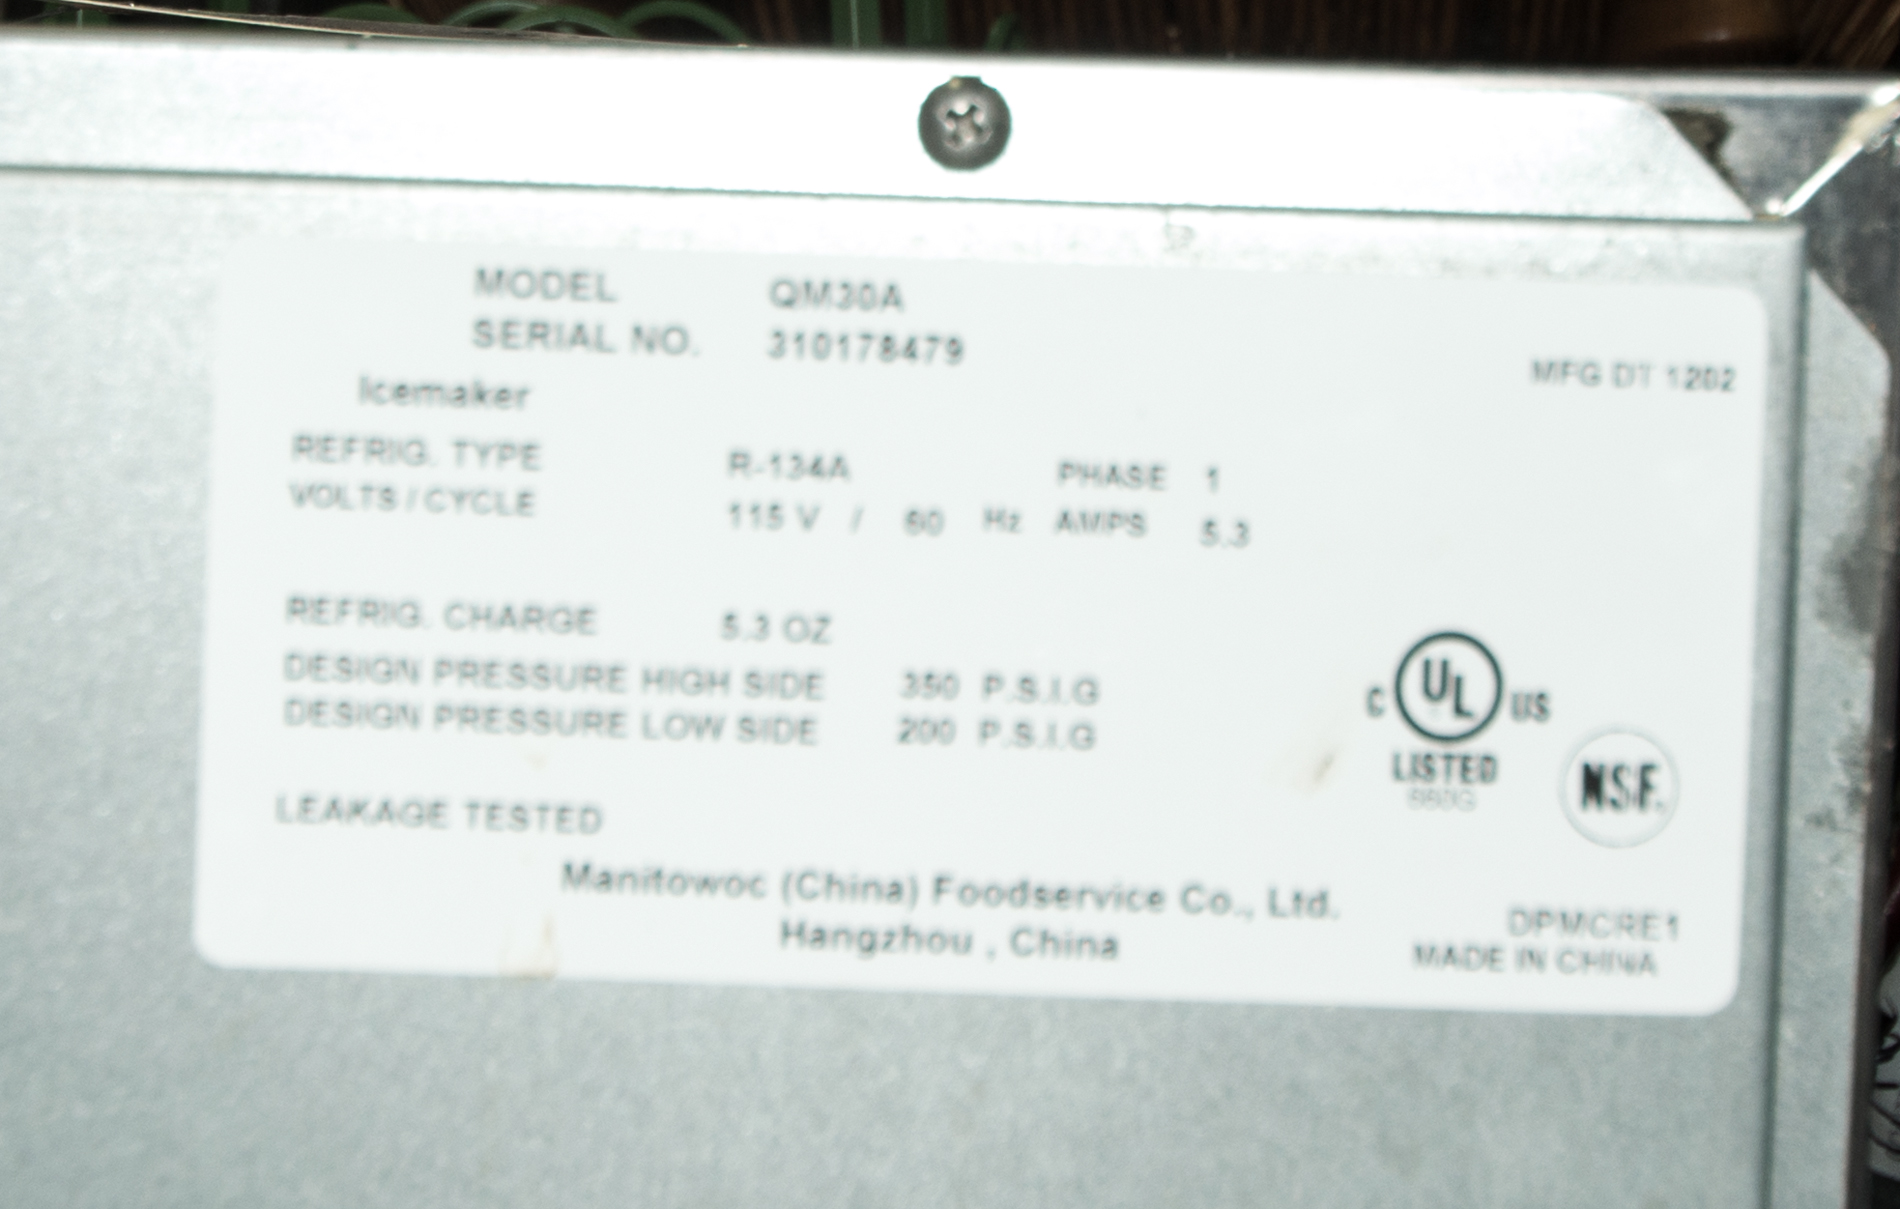 MODEL QM30A
SERIAL NO. 310178479
MFG DT 1202
Icemaker
REFRIG. TYPE R-134A PHASE 1
VOLTS / CYCLE 115 V / 60 Hz AMPS 5.3
REFRIG. CHARGE 5.3 OZ
DESIGN PRESSURE HIGH SIDE 350 P.S.I.G
DESIGN PRESSURE LOW SIDE 200 P.S.I.G
C UL US
LISTED
NSF.
LEAKAGE TESTED
Manitowoc (China) Foodservice Co., Ltd.
Hangzhou , China
DPMCRE1
MADE IN CHINA